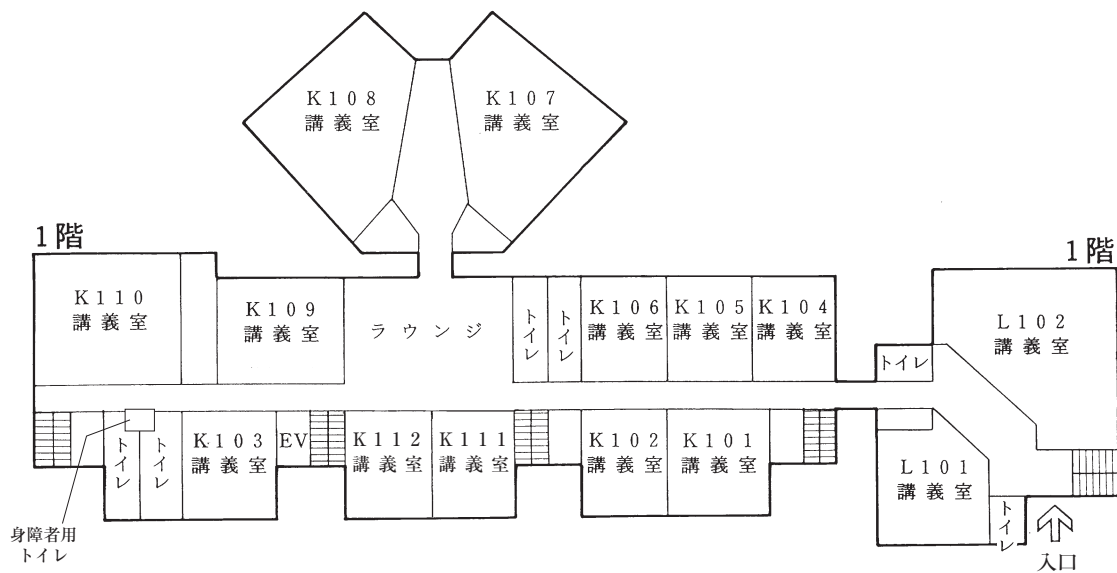 K108
講義室
K107
講義室
1階
1階
K110
講義室
K109
講義室
ラウンジ
トイレ
トイレ
K106
講義室
K105
講義室
K104
講義室
トイレ
L102
講義室
トイレ
トイレ
K103
講義室
EV
K112
講義室
K111
講義室
K102
講義室
K101
講義室
L101
講義室
トイレ
入口
身障者用
トイレ